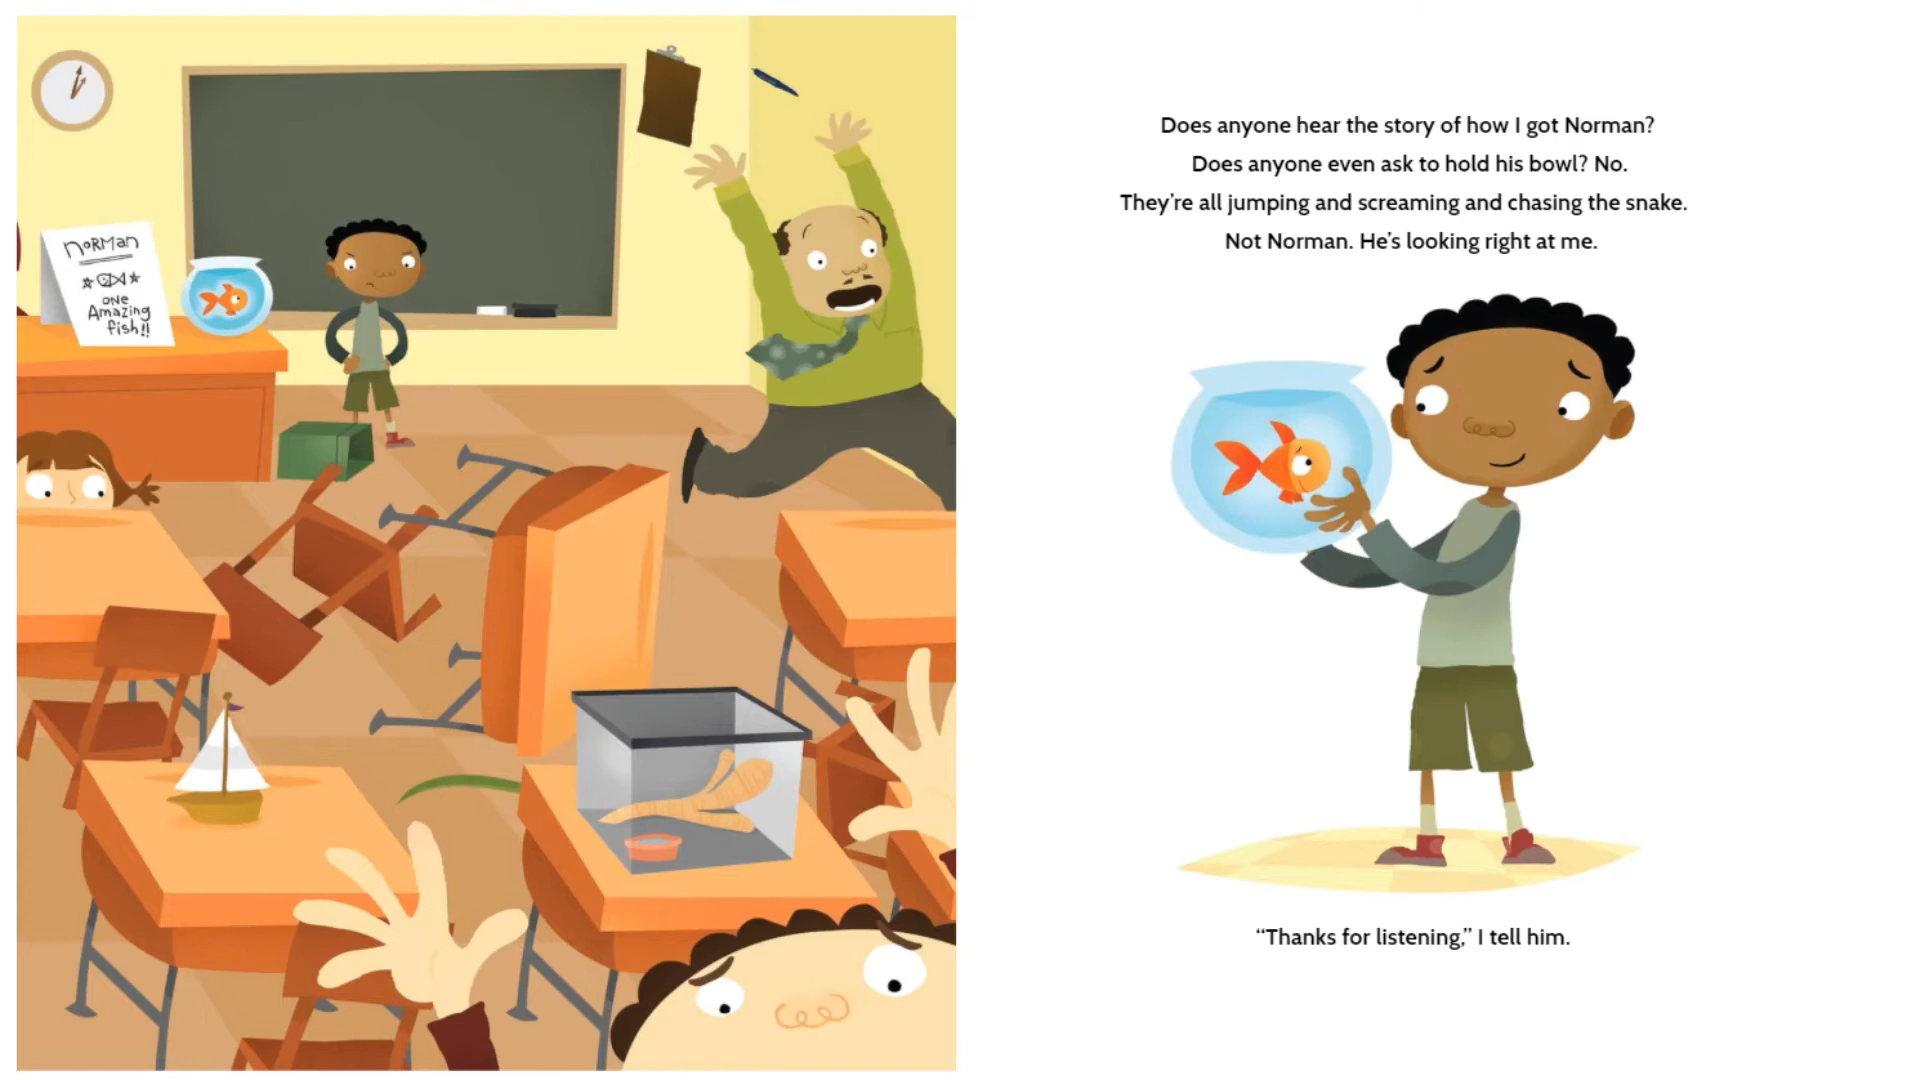 NORMAN
ONE
Amazing
fish!!
Does anyone hear the story of how I got Norman?
Does anyone even ask to hold his bowl? No.
They’re all jumping and screaming and chasing the snake.
Not Norman. He’s looking right at me.
“Thanks for listening,” I tell him.